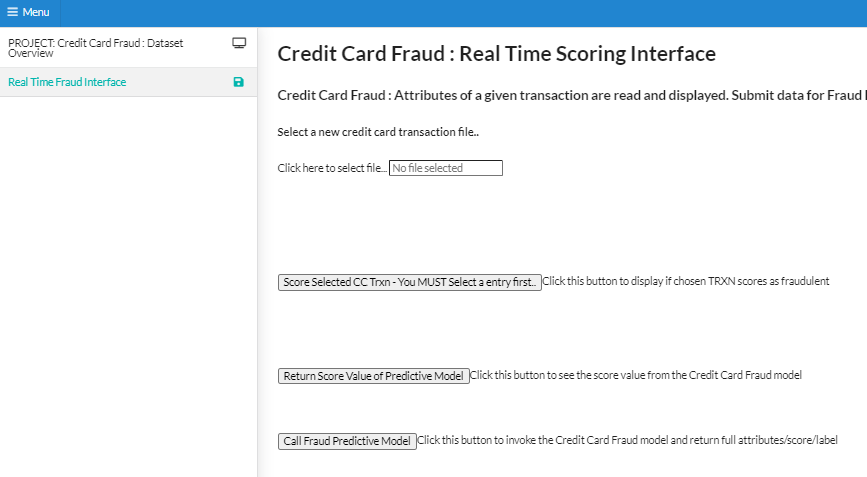 Menu
PROJECT: Credit Card Fraud : Dataset
Overview
Real Time Fraud Interface
Credit Card Fraud : Real Time Scoring Interface
Credit Card Fraud : Attributes of a given transaction are read and displayed. Submit data for Fraud
Select a new credit card transaction file..
Click here to select file... No file selected
Score Selected CC Trxn - You MUST Select a entry first.. Click this button to display if chosen TRXN scores as fraudulent
Return Score Value of Predictive Model Click this button to see the score value from the Credit Card Fraud model
Call Fraud Predictive Model Click this button to invoke the Credit Card Fraud model and return full attributes/score/label